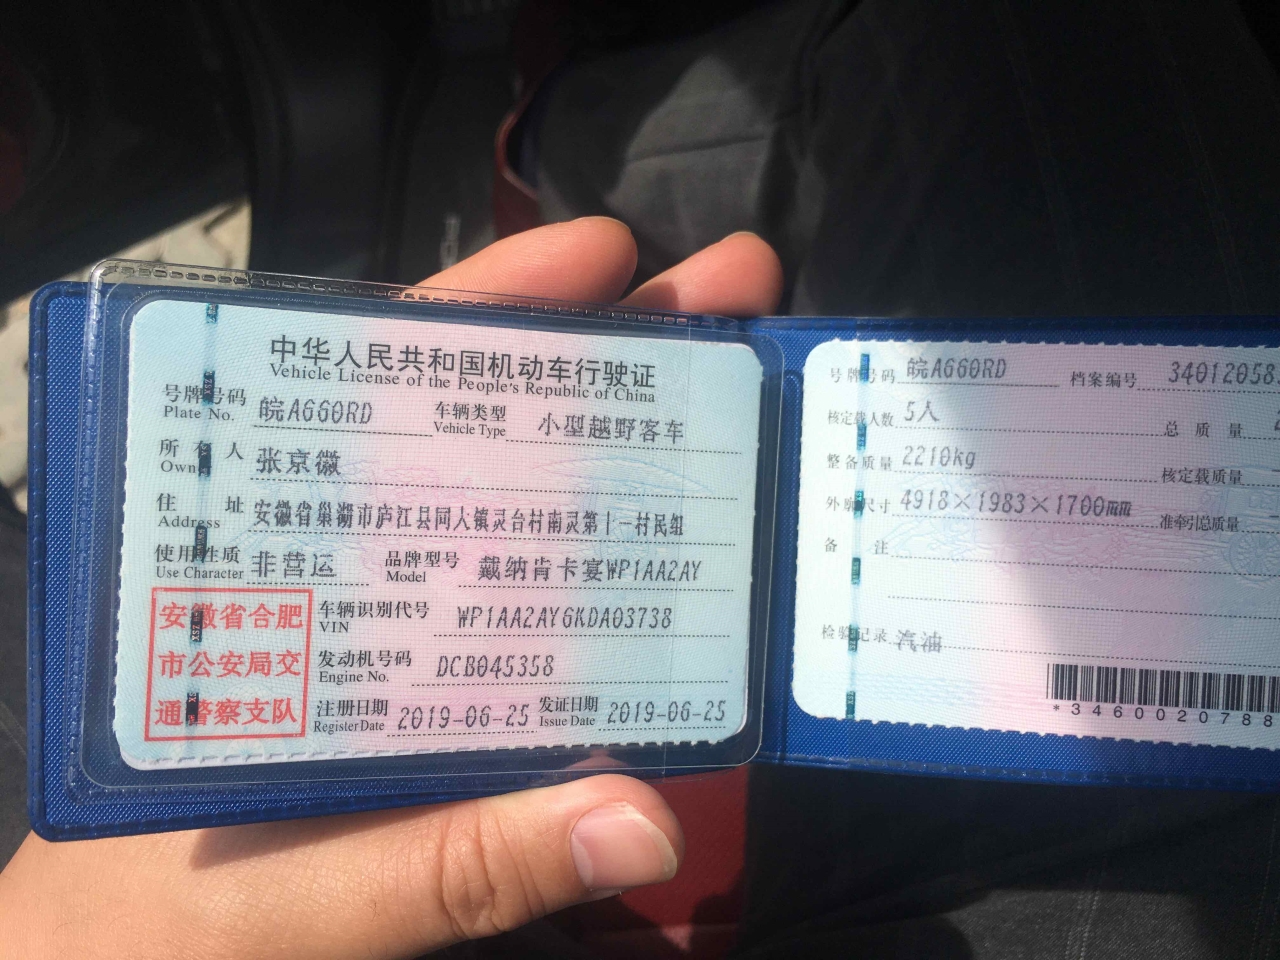 中华人民共和国机动车行驶证
Vehicle License of the People's Republic of China
号牌号码 皖A660RD 车辆类型 小型越野客车
Plate No. Vehicle Type
所有人 张京徽
Owner
住址 安徽省巢湖市庐江县同大镇灵台村南灵第十一村民组
Address
使用性质 非营运 品牌型号 戴纳肯卡宴WP1AA2AY
Use Character Model
安徽省合肥
市公安局交
通警察支队
车辆识别代号 WP1AA2AY6KDA03738
VIN
发动机号码 DCB045358
Engine No.
注册日期 2019-06-25 发证日期 2019-06-25
Register Date Issue Date
号牌号码 皖A660RD 档案编号 340120583
核定载人数 5人 总质量
整备质量 2210kg 核定载质量
外廓尺寸 4918×1983×1700mm 准牵引总质量
备注
检验记录 汽油
*3460020788